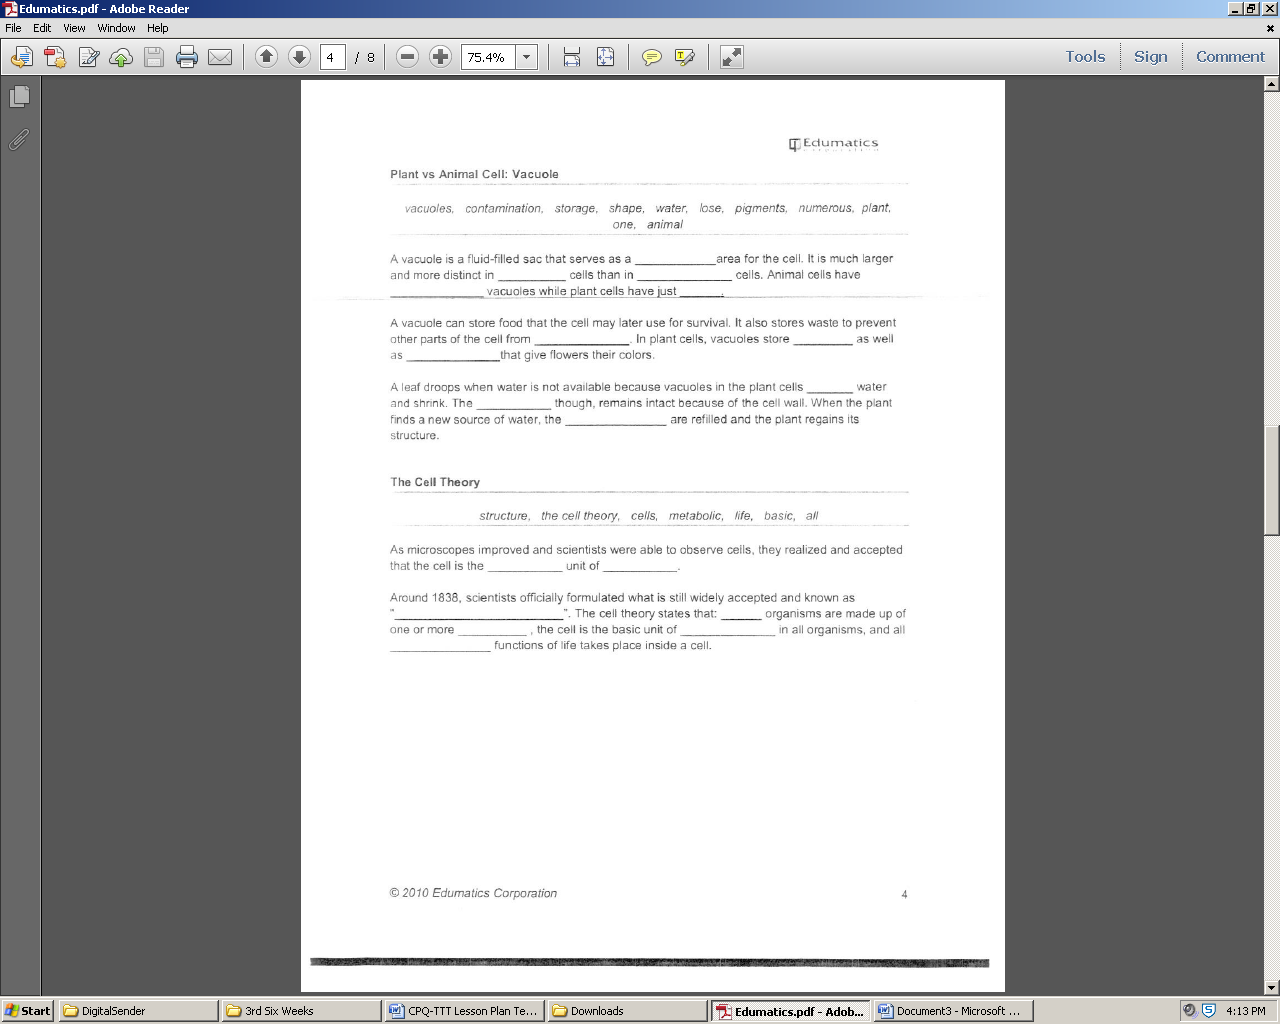 Edumatics.pdf - Adobe Reader
File Edit View Window Help
4 / 8 75.4% Tools Sign Comment
Edumatics
Plant vs Animal Cell: Vacuole
vacuoles, contamination, storage, shape, water, lose, pigments, numerous, plant,
one, animal
A vacuole is a fluid-filled sac that serves as a ____________area for the cell. It is much larger
and more distinct in __________ cells than in ______________ cells. Animal cells have
______________ vacuoles while plant cells have just ______.
A vacuole can store food that the cell may later use for survival. It also stores waste to prevent
other parts of the cell from ______________. In plant cells, vacuoles store _________ as well
as ______________that give flowers their colors.
A leaf droops when water is not available because vacuoles in the plant cells _______ water
and shrink. The ___________ though, remains intact because of the cell wall. When the plant
finds a new source of water, the _______________ are refilled and the plant regains its
structure.
The Cell Theory
structure, the cell theory, cells, metabolic, life, basic, all
As microscopes improved and scientists were able to observe cells, they realized and accepted
that the cell is the ___________ unit of ___________.
Around 1838, scientists officially formulated what is still widely accepted and known as
"_________________________". The cell theory states that: ______ organisms are made up of
one or more __________ , the cell is the basic unit of ______________ in all organisms, and all
_______________ functions of life takes place inside a cell.
© 2010 Edumatics Corporation 4
Start DigitalSender 3rd Six Weeks CPQ-TTT Lesson Plan Te... Downloads Edumatics.pdf - Adob... Document3 - Microsoft ... 4:13 PM